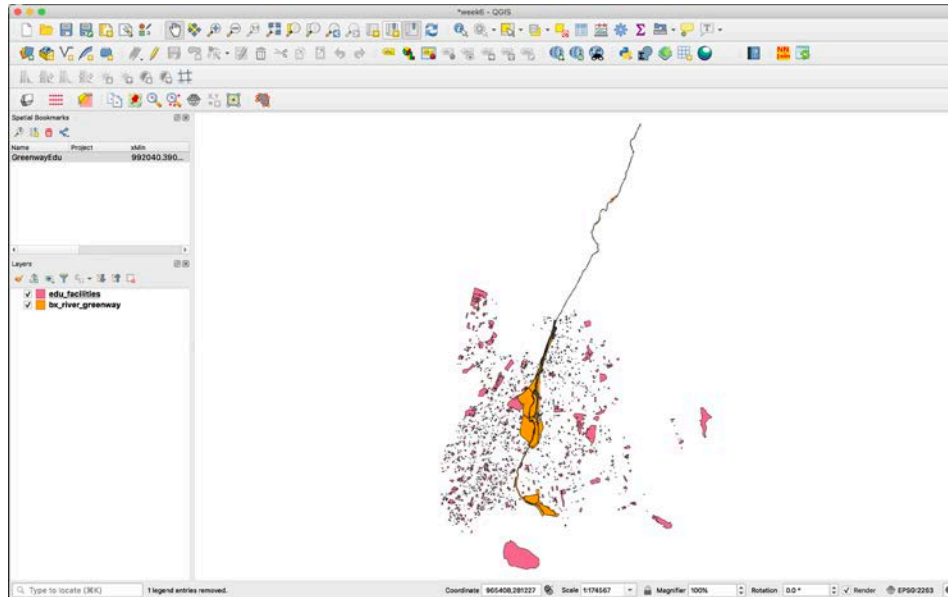 *week6 - QGIS
Spatial Bookmarks
Name Project xMin
GreenwayEdu 992040.390...
Layers
edu_facilities
bx_river_greenway
Type to locate (⌘K) 1 legend entries removed. Coordinate 965408,281227 Scale 1:174567 Magnifier 100% Rotation 0.0 ° Render EPSG:2263